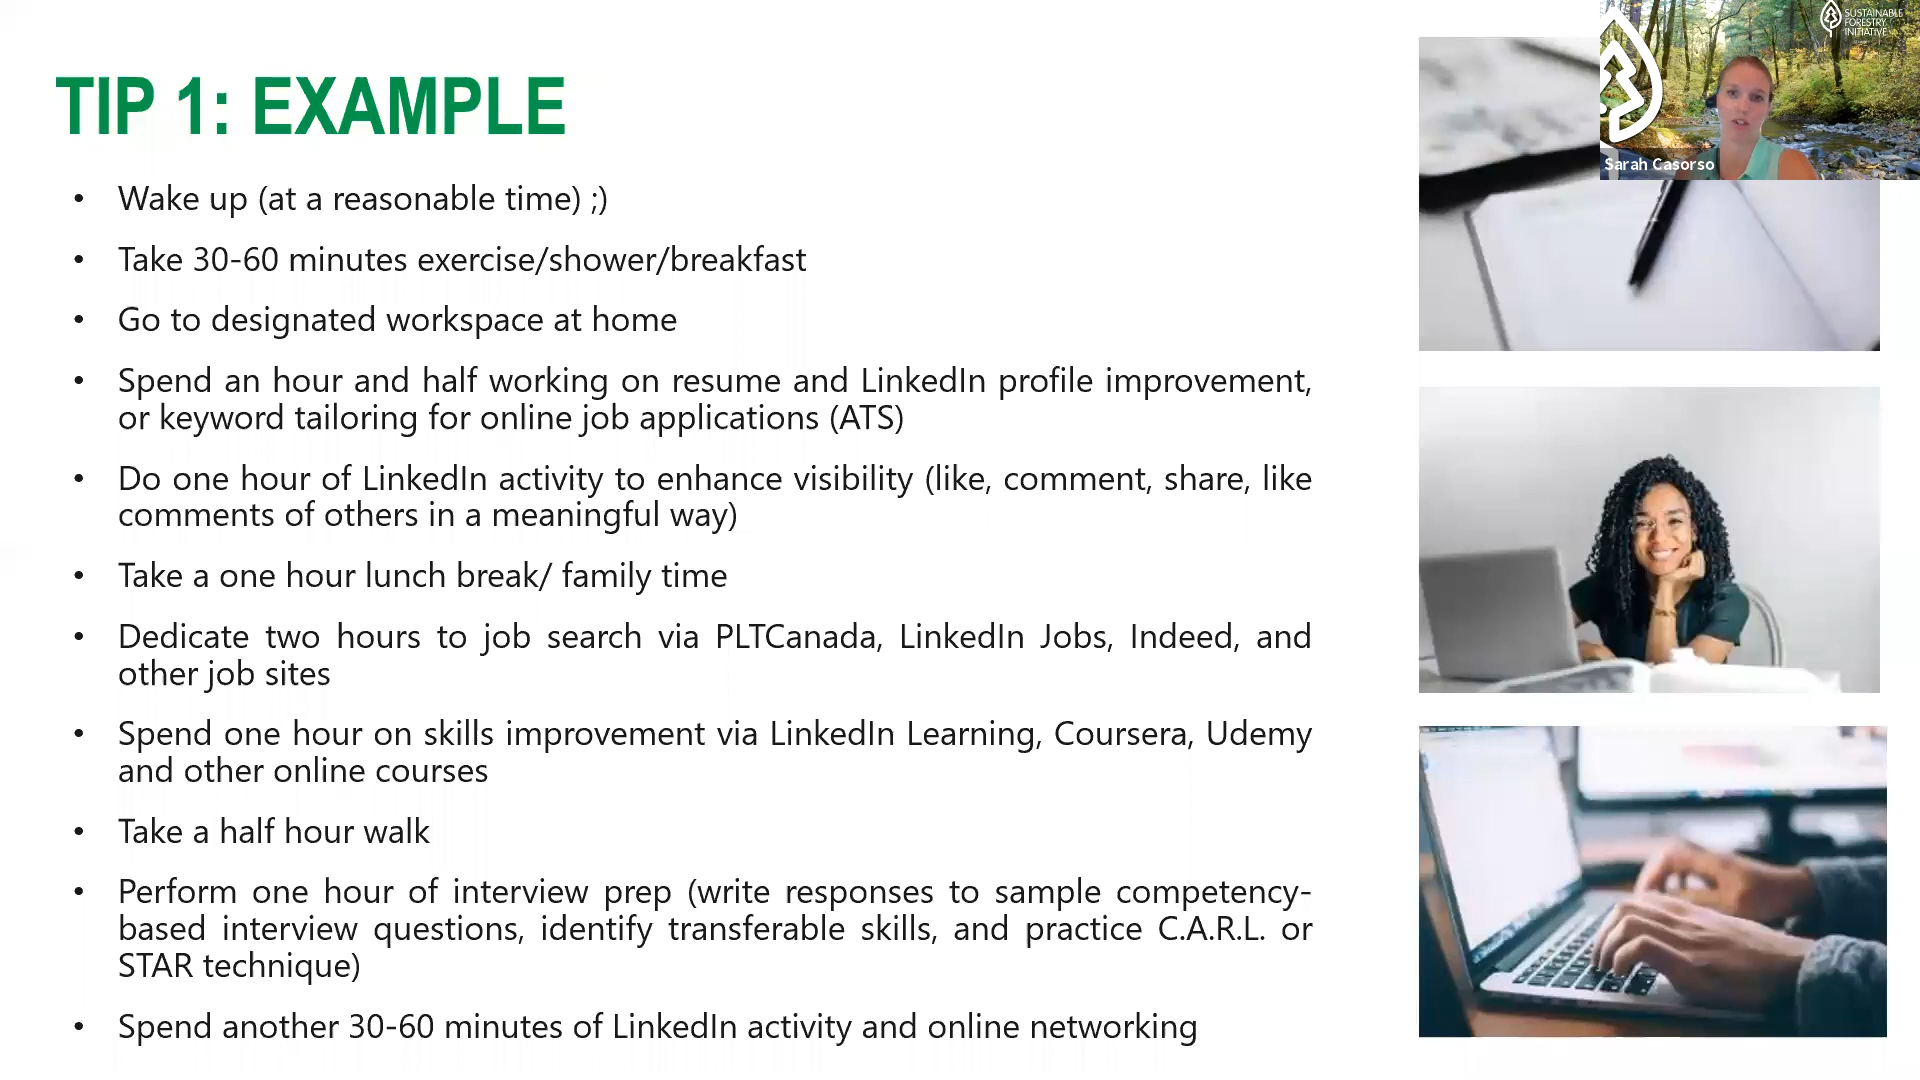 SUSTAINABLE
FORESTRY
INITIATIVE
Sarah Casorso
TIP 1: EXAMPLE
• Wake up (at a reasonable time) ;)
• Take 30-60 minutes exercise/shower/breakfast
• Go to designated workspace at home
• Spend an hour and half working on resume and LinkedIn profile improvement,
or keyword tailoring for online job applications (ATS)
• Do one hour of LinkedIn activity to enhance visibility (like, comment, share, like
comments of others in a meaningful way)
• Take a one hour lunch break/ family time
• Dedicate two hours to job search via PLTCanada, LinkedIn Jobs, Indeed, and
other job sites
• Spend one hour on skills improvement via LinkedIn Learning, Coursera, Udemy
and other online courses
• Take a half hour walk
• Perform one hour of interview prep (write responses to sample competency-
based interview questions, identify transferable skills, and practice C.A.R.L. or
STAR technique)
• Spend another 30-60 minutes of LinkedIn activity and online networking